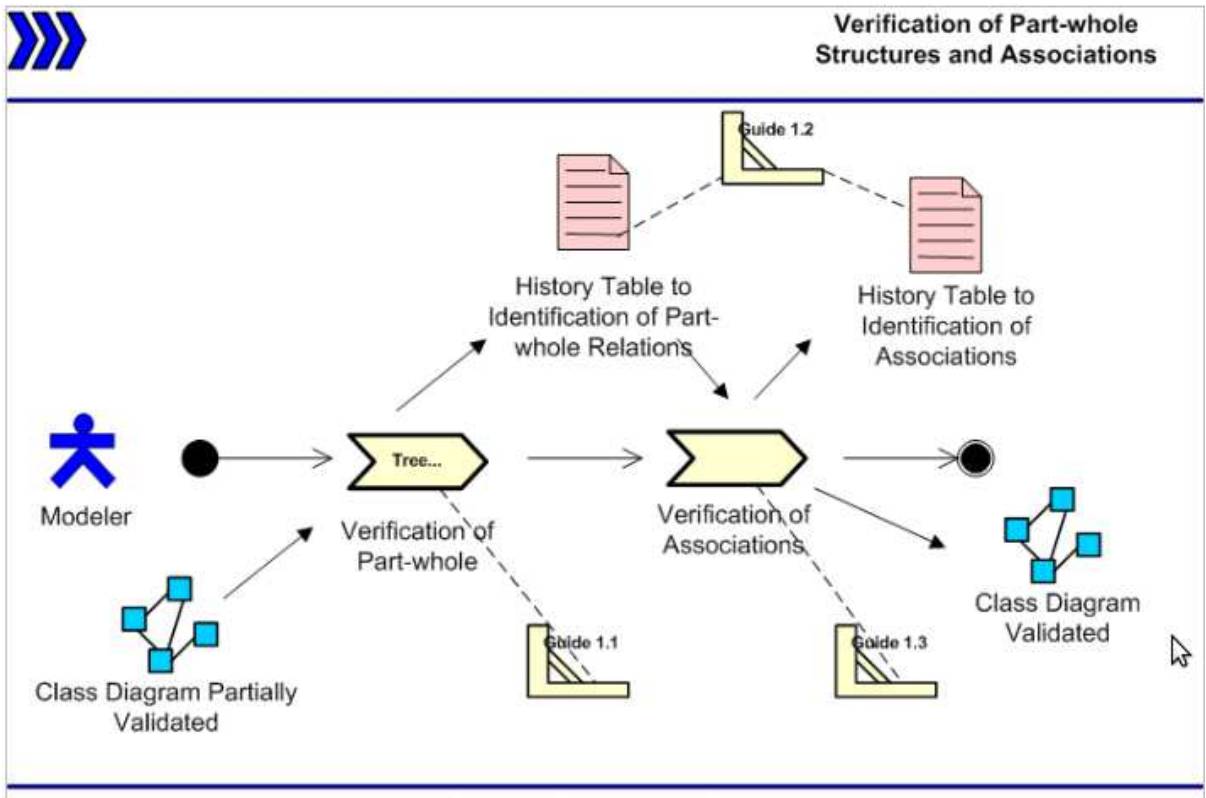 Verification of Part-whole
Structures and Associations
Guide 1.2
History Table to
Identification of Part-
whole Relations
History Table to
Identification of
Associations
Tree...
Modeler
Verification of
Part-whole
Verification of
Associations
Class Diagram Partially
Validated
Guide 1.1
Guide 1.3
Class Diagram
Validated